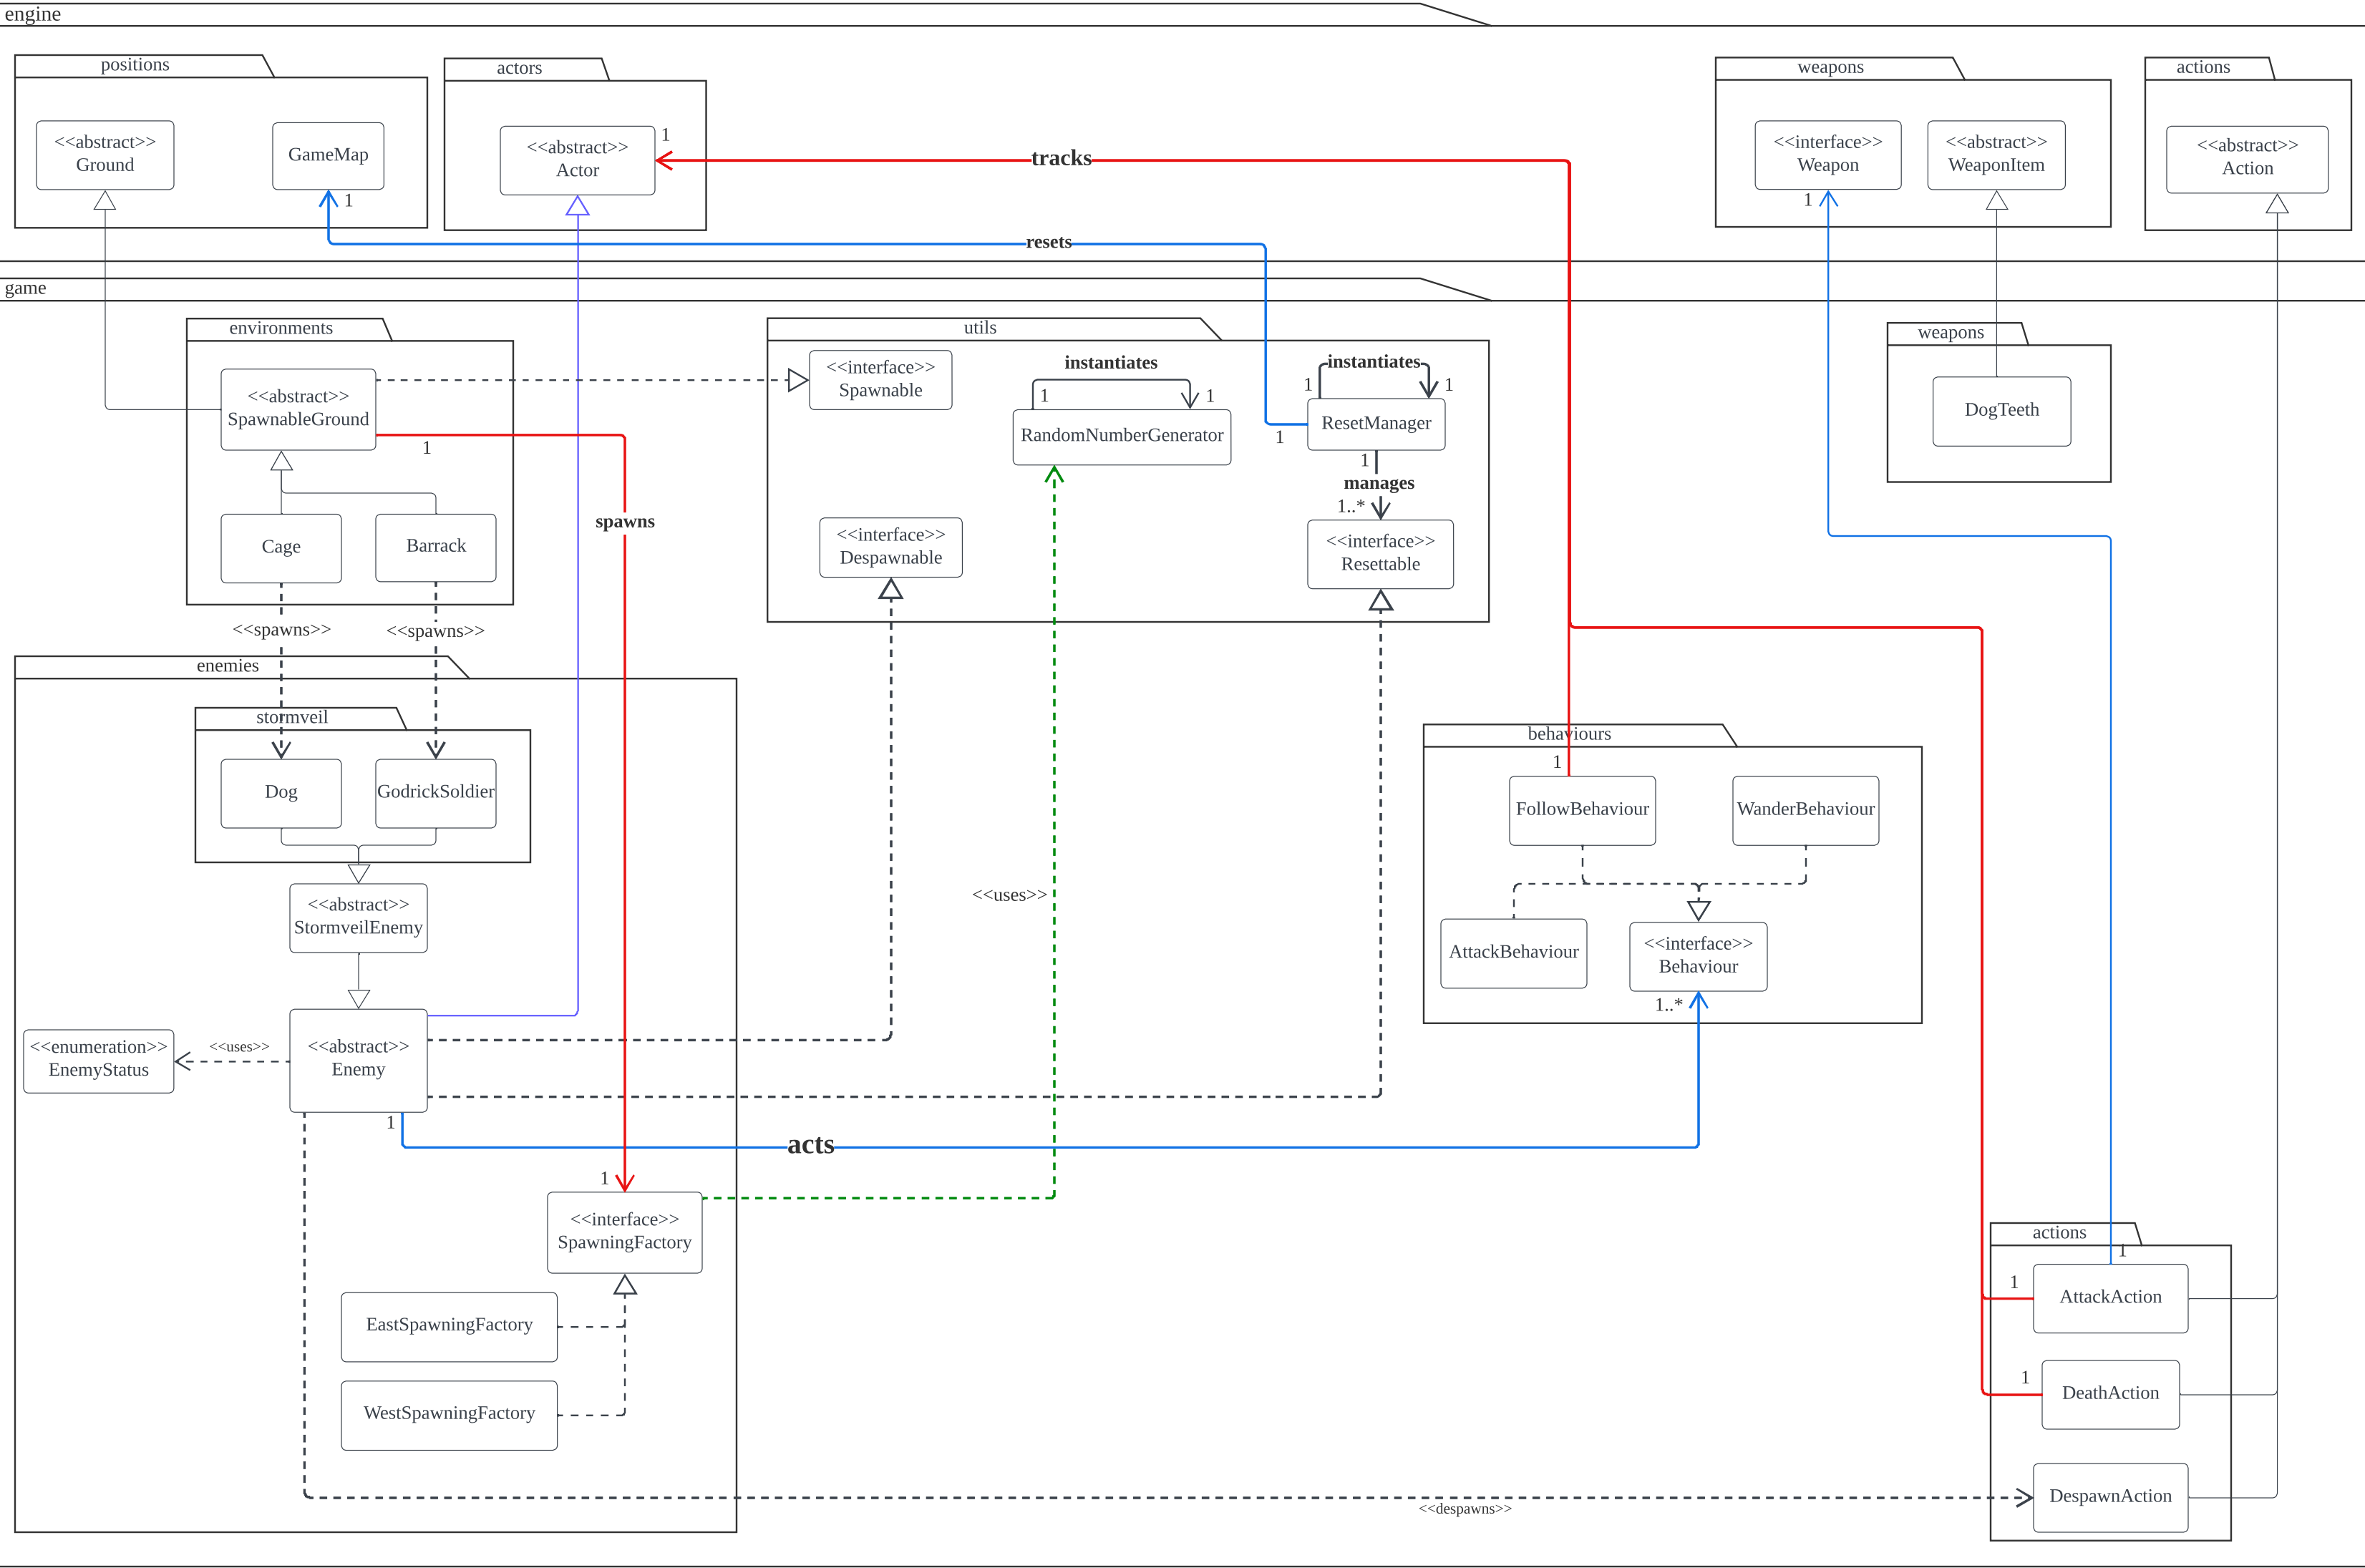 engine
positions
actors
weapons
actions
<<abstract>>
Ground
GameMap
<<abstract>>
Actor
1
tracks
<<interface>>
Weapon
<<abstract>>
WeaponItem
<<abstract>>
Action
1
1
resets
game
environments
utils
weapons
<<abstract>>
SpawnableGround
<<interface>>
Spawnable
instantiates
1
1
RandomNumberGenerator
instantiates
1
1
ResetManager
1
DogTeeth
1
1
manages
1..*
spawns
Cage
Barrack
<<interface>>
Despawnable
<<interface>>
Resettable
<<spawns>>
<<spawns>>
enemies
stormveil
behaviours
1
Dog
GodrickSoldier
FollowBehaviour
WanderBehaviour
<<uses>>
<<abstract>>
StormveilEnemy
AttackBehaviour
<<interface>>
Behaviour
1..*
<<enumeration>>
EnemyStatus
<<uses>>
<<abstract>>
Enemy
1
acts
1
<<interface>>
SpawningFactory
actions
1
1
AttackAction
EastSpawningFactory
1
DeathAction
WestSpawningFactory
DespawnAction
<<despawns>>